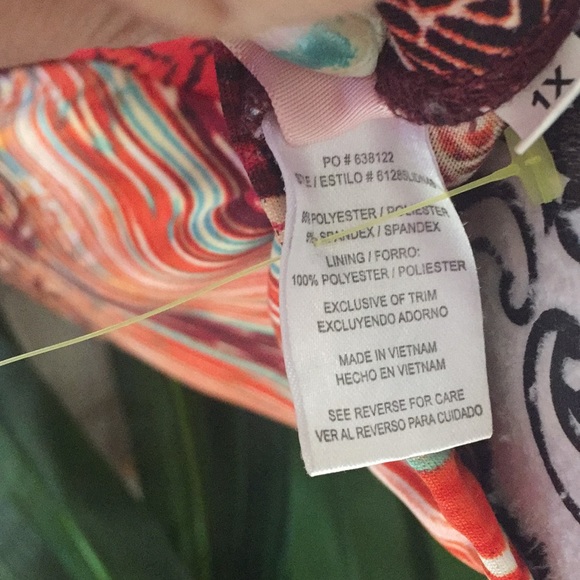 1X
PO # 638122
/ ESTILO #
POLYESTER / POLIESTER
SPANDEX / SPANDEX
LINING / FORRO:
100% POLYESTER / POLIESTER
EXCLUSIVE OF TRIM
EXCLUYENDO ADORNO
MADE IN VIETNAM
HECHO EN VIETNAM
SEE REVERSE FOR CARE
VER AL REVERSO PARA CUIDADO